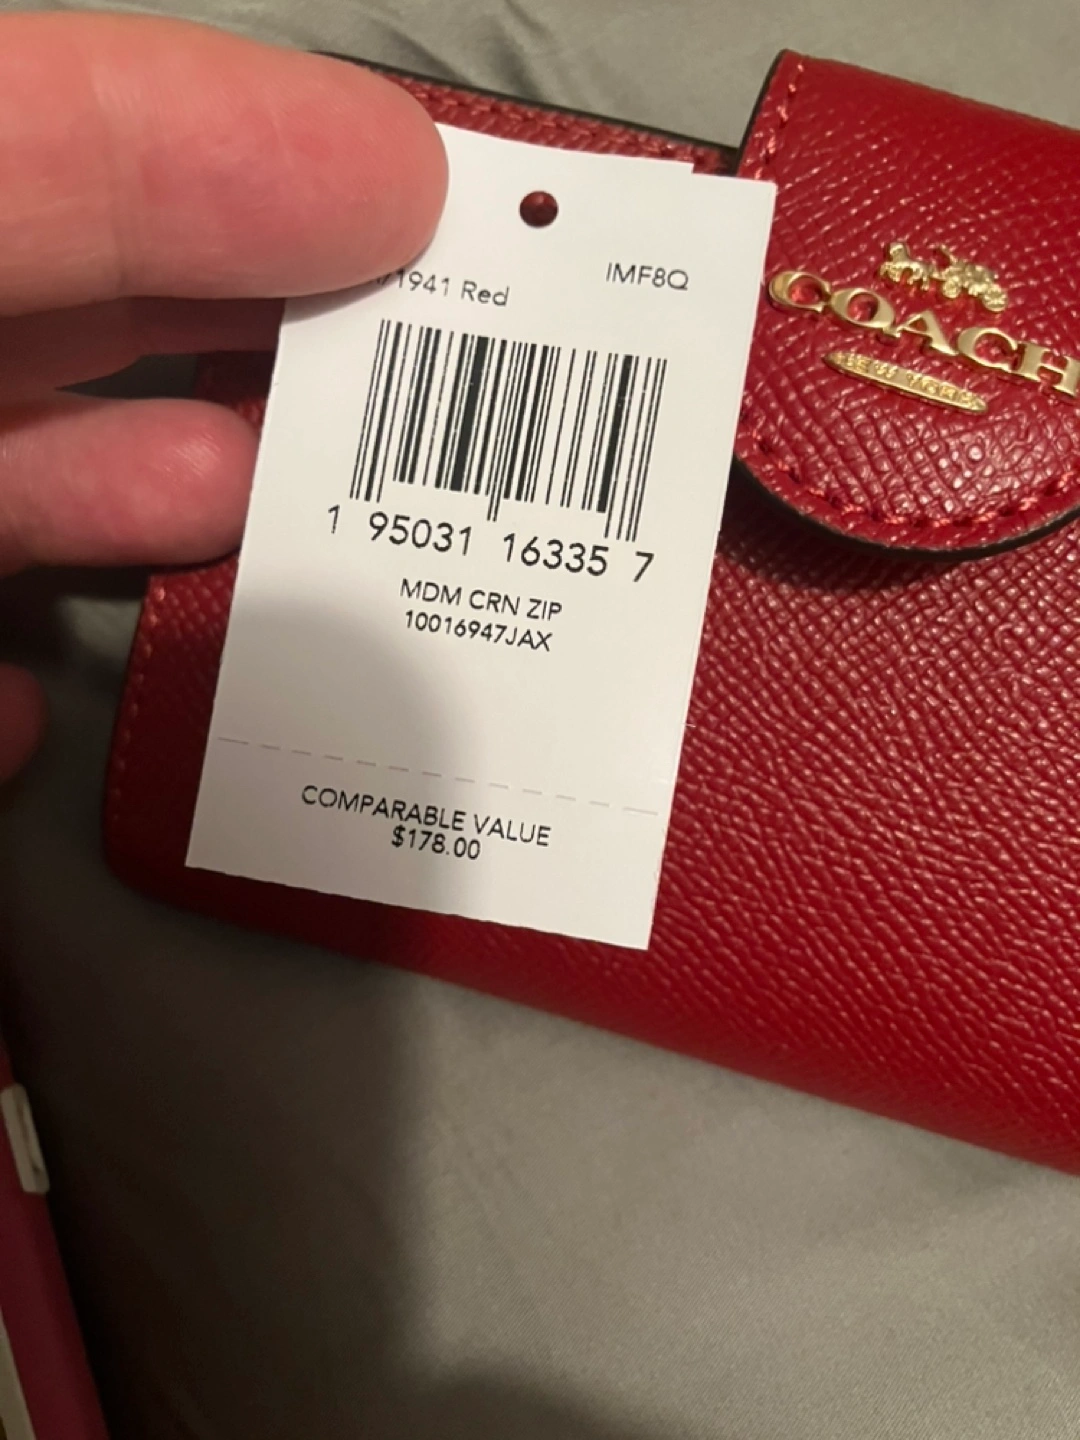 IMF8Q
/1941 Red
1 95031 16335 7
MDM CRN ZIP
10016947JAX
COMPARABLE VALUE
$178.00
COACH
NEW YORK